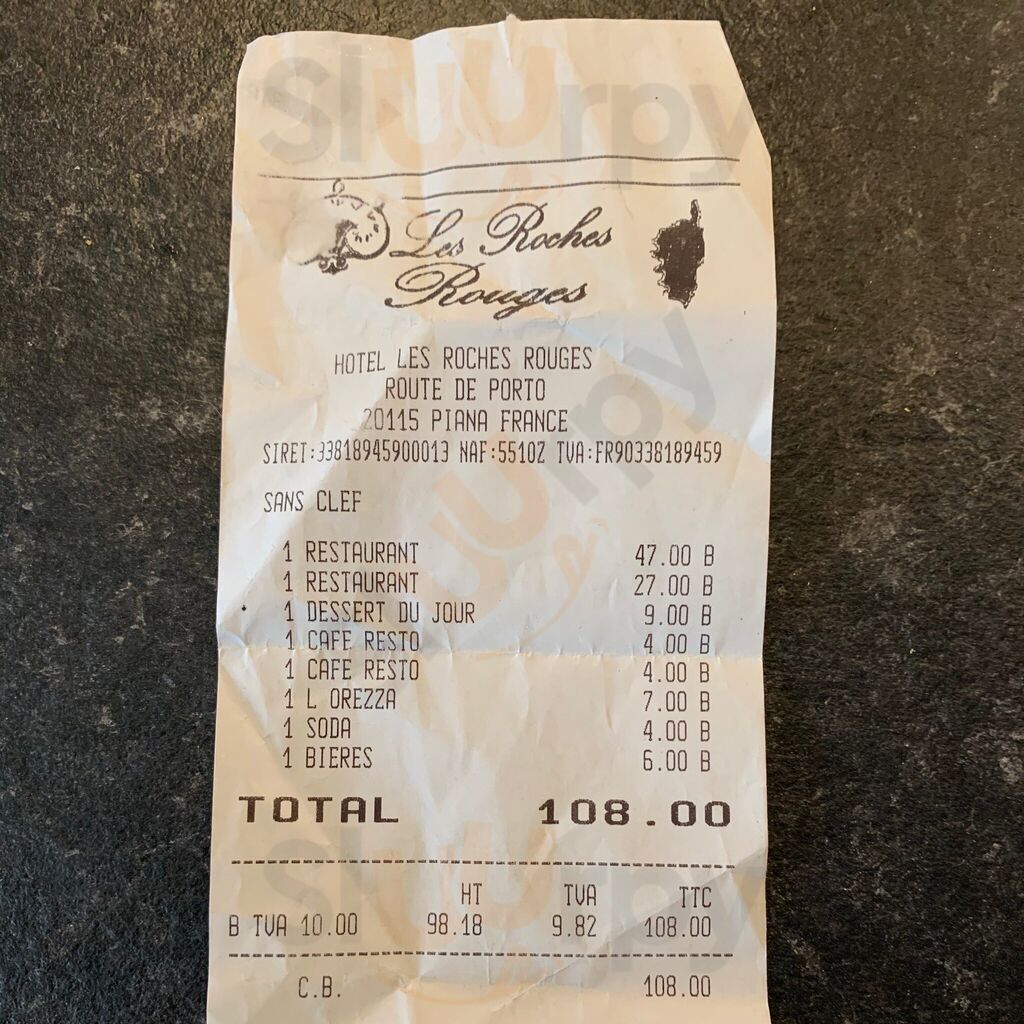 Sluurpy
Les Roches
Rouges
HOTEL LES ROCHES ROUGES
ROUTE DE PORTO
20115 PIANA FRANCE
SIRET:33818945900013 NAF:5510Z TVA:FR90338189459
Sluurpy
SANS CLEF
1 RESTAURANT 47.00 B
1 RESTAURANT 27.00 B
1 DESSERT DU JOUR 9.00 B
1 CAFE RESTO 4.00 B
1 CAFE RESTO 4.00 B
1 L OREZZA 7.00 B
1 SODA 4.00 B
1 BIERES 6.00 B
TOTAL 108.00
HT TVA TTC
B TVA 10.00 98.18 9.82 108.00
Sluurpy
C.B. 108.00